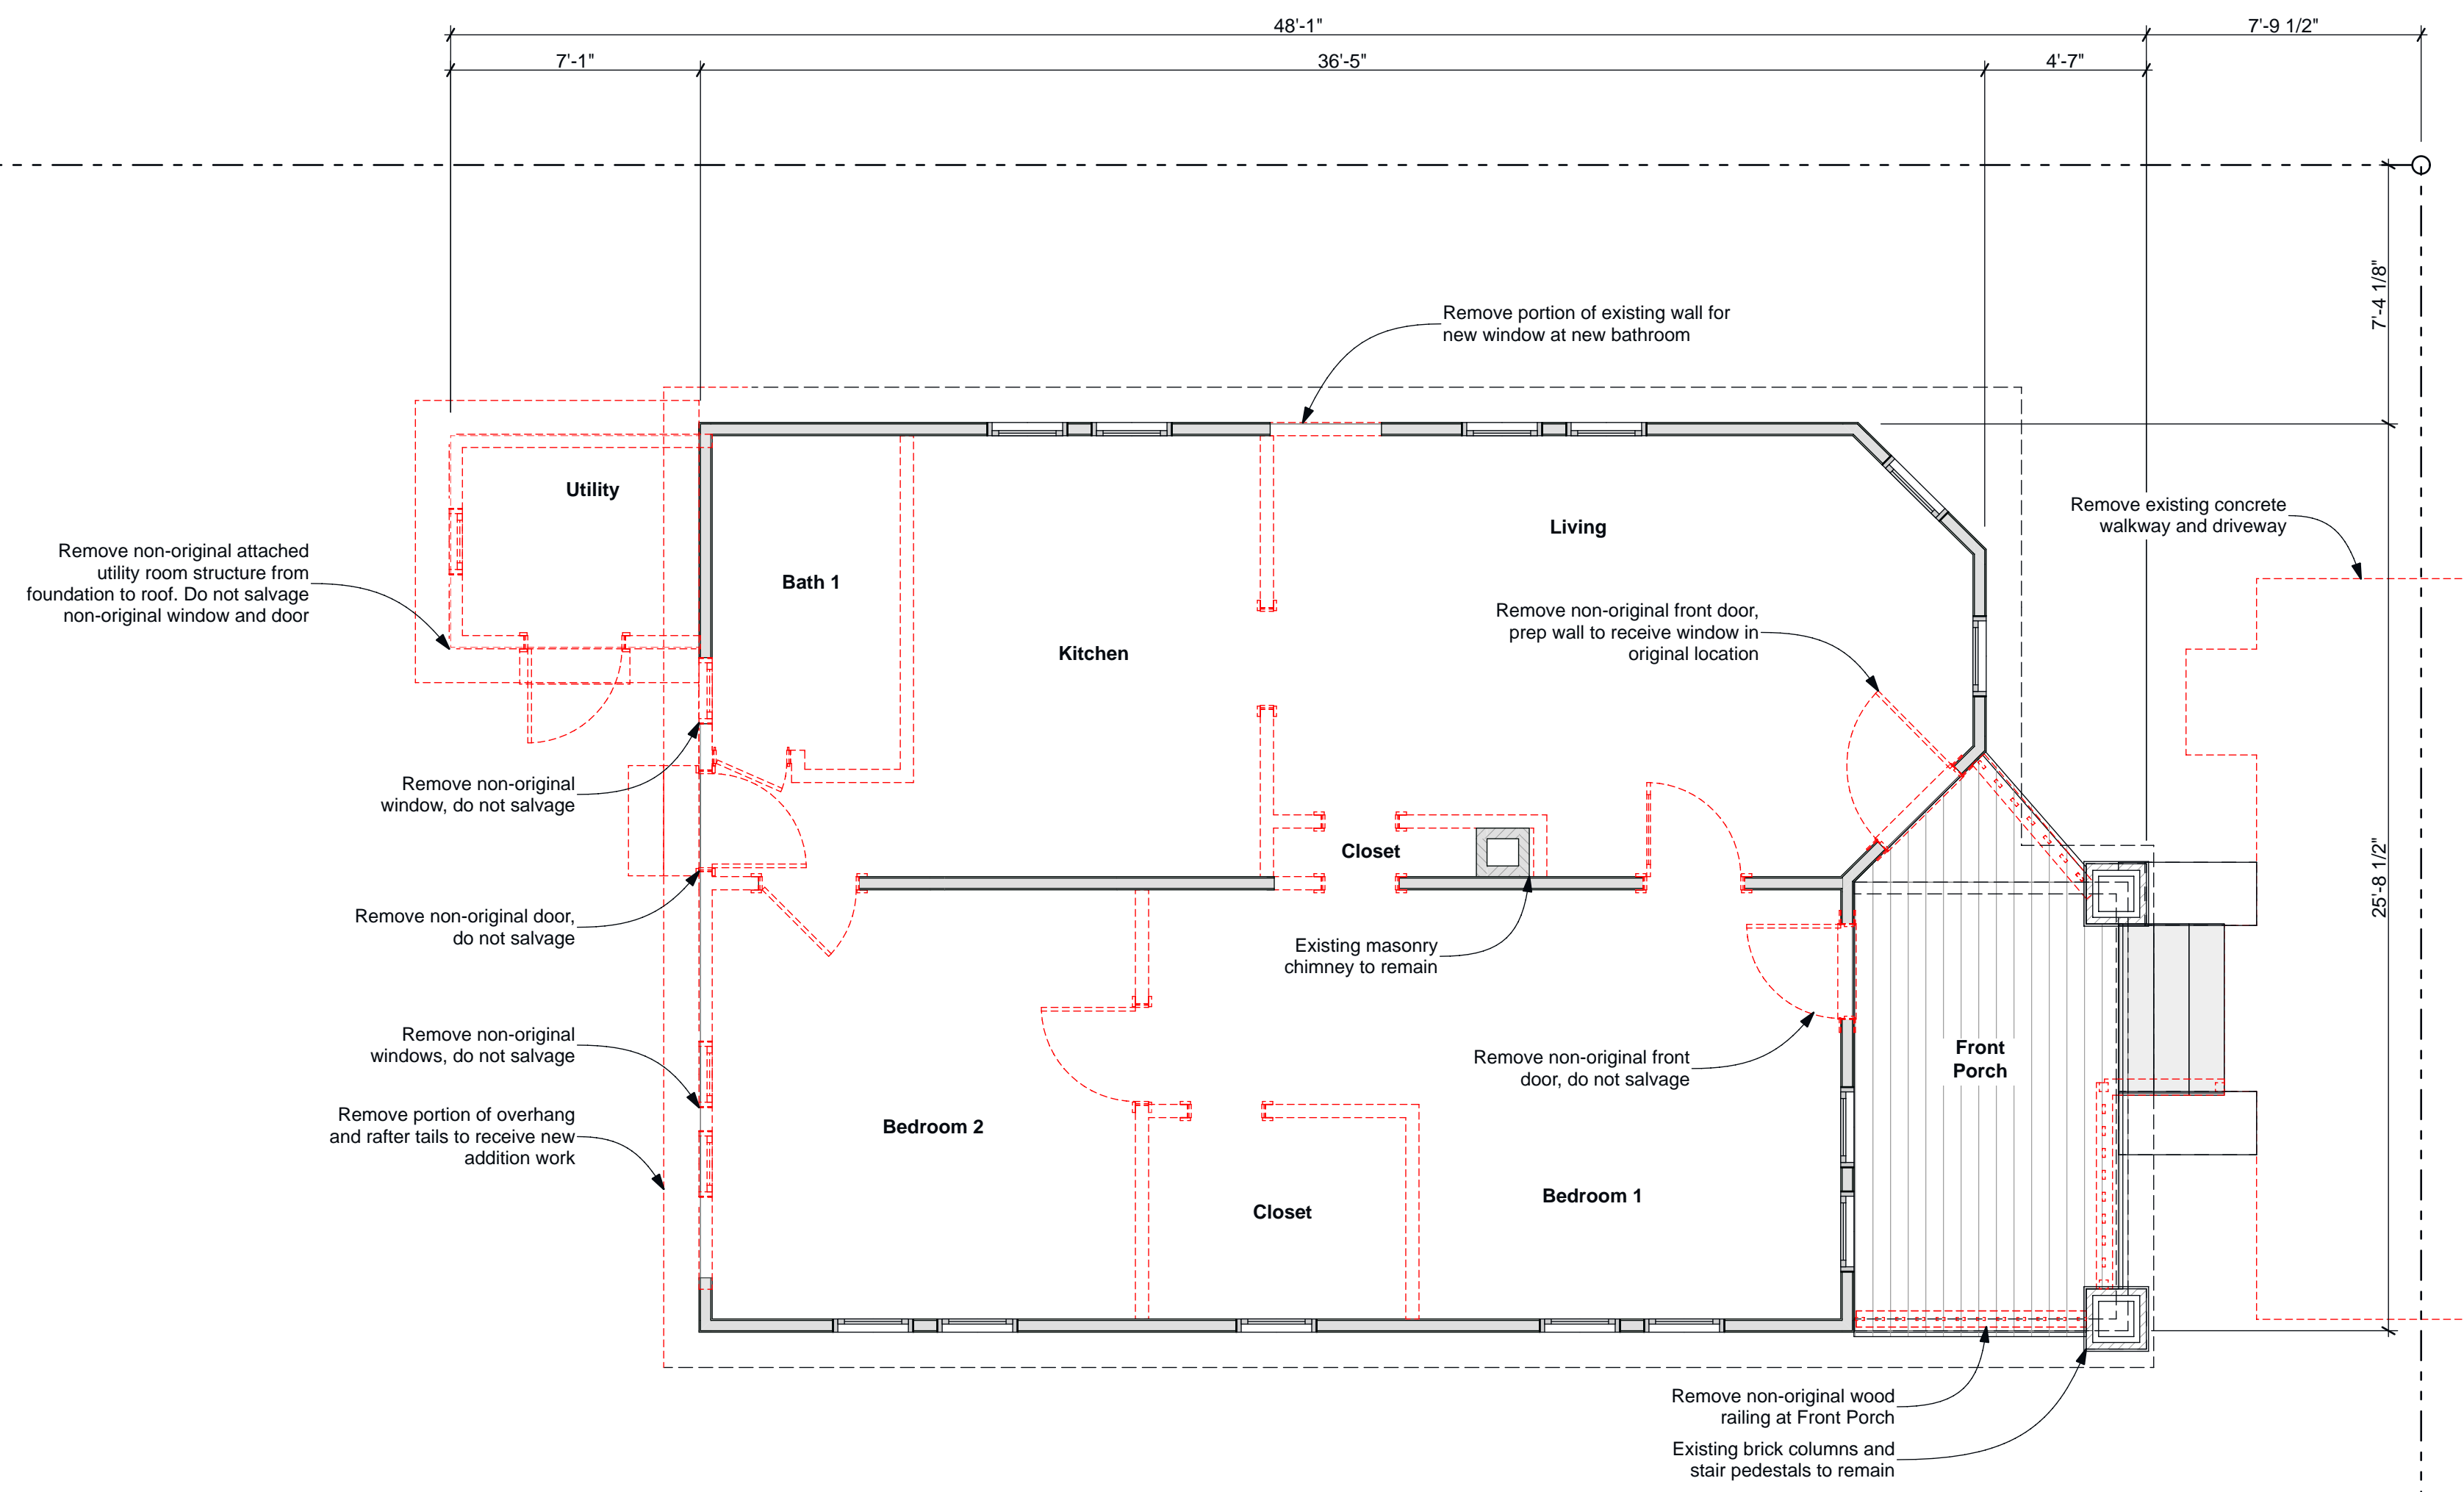 48'-1"
7'-9 1/2"
7'-1"
36'-5"
4'-7"
7'-4 1/8"
Remove portion of existing wall for
new window at new bathroom
Utility
Living
Remove existing concrete
walkway and driveway
Remove non-original attached
utility room structure from
foundation to roof. Do not salvage
non-original window and door
Bath 1
Remove non-original front door,
prep wall to receive window in
original location
Kitchen
Remove non-original
window, do not salvage
Closet
25'-8 1/2"
Remove non-original door,
do not salvage
Existing masonry
chimney to remain
Remove non-original
windows, do not salvage
Remove non-original front
door, do not salvage
Front
Porch
Remove portion of overhang
and rafter tails to receive new
addition work
Bedroom 2
Bedroom 1
Closet
Remove non-original wood
railing at Front Porch
Existing brick columns and
stair pedestals to remain